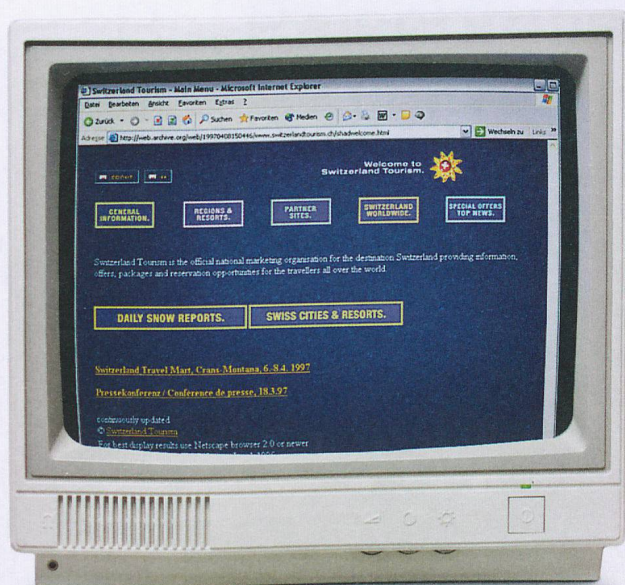 Switzerland Tourism - Main Menu - Microsoft Internet Explorer
Datei Bearbeiten Ansicht Favoriten Extras ?
Zurück Suchen Favoriten Medien
Adresse http://web.archive.org/web/19970408150446/www.switzerlandtourism.ch/shadwelcome.html Wechseln zu Links »
Welcome to
Switzerland Tourism.
GENERAL
INFORMATION.
REGIONS &
RESORTS.
PARTNER
SITES.
SWITZERLAND
WORLDWIDE.
SPECIAL OFFERS
TOP NEWS.
Switzerland Tourism is the official national marketing organisation for the destination Switzerland providing information,
offers, packages and reservation opportunities for the travellers all over the world.
DAILY SNOW REPORTS. SWISS CITIES & RESORTS.
Switzerland Travel Mart, Crans-Montana, 6.-8.4. 1997
Pressekonferenz / Conference de presse, 18.3.97
continuously updated
© Switzerland Tourism
For best display results use Netscape browser 2.0 or newer